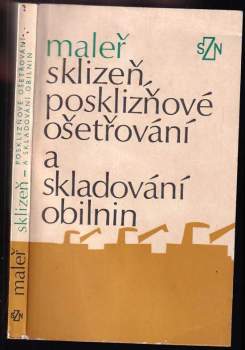 maleř
SZN
sklizeň
posklizňové
ošetřování
a
skladování
obilnin
maleř sklizeň – POSKLIZŇOVÉ OŠETŘOVÁNÍ
A SKLADOVÁNÍ OBILNIN
SZN